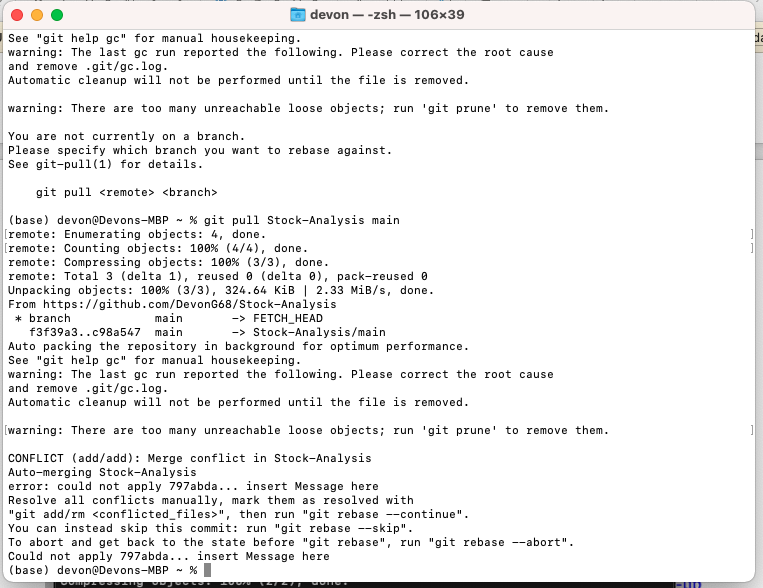 devon — -zsh — 106×39
See "git help gc" for manual housekeeping.
warning: The last gc run reported the following. Please correct the root cause
and remove .git/gc.log.
Automatic cleanup will not be performed until the file is removed.
warning: There are too many unreachable loose objects; run 'git prune' to remove them.
You are not currently on a branch.
Please specify which branch you want to rebase against.
See git-pull(1) for details.
git pull <remote> <branch>
(base) devon@Devons-MBP ~ % git pull Stock-Analysis main
remote: Enumerating objects: 4, done.
remote: Counting objects: 100% (4/4), done.
remote: Compressing objects: 100% (3/3), done.
remote: Total 3 (delta 1), reused 0 (delta 0), pack-reused 0
Unpacking objects: 100% (3/3), 324.64 KiB | 2.33 MiB/s, done.
From https://github.com/DevonG68/Stock-Analysis
* branch            main       -> FETCH_HEAD
f3f39a3..c98a547  main       -> Stock-Analysis/main
Auto packing the repository in background for optimum performance.
See "git help gc" for manual housekeeping.
warning: The last gc run reported the following. Please correct the root cause
and remove .git/gc.log.
Automatic cleanup will not be performed until the file is removed.
warning: There are too many unreachable loose objects; run 'git prune' to remove them.
CONFLICT (add/add): Merge conflict in Stock-Analysis
Auto-merging Stock-Analysis
error: could not apply 797abda... insert Message here
Resolve all conflicts manually, mark them as resolved with
"git add/rm <conflicted_files>", then run "git rebase --continue".
You can instead skip this commit: run "git rebase --skip".
To abort and get back to the state before "git rebase", run "git rebase --abort".
Could not apply 797abda... insert Message here
(base) devon@Devons-MBP ~ %